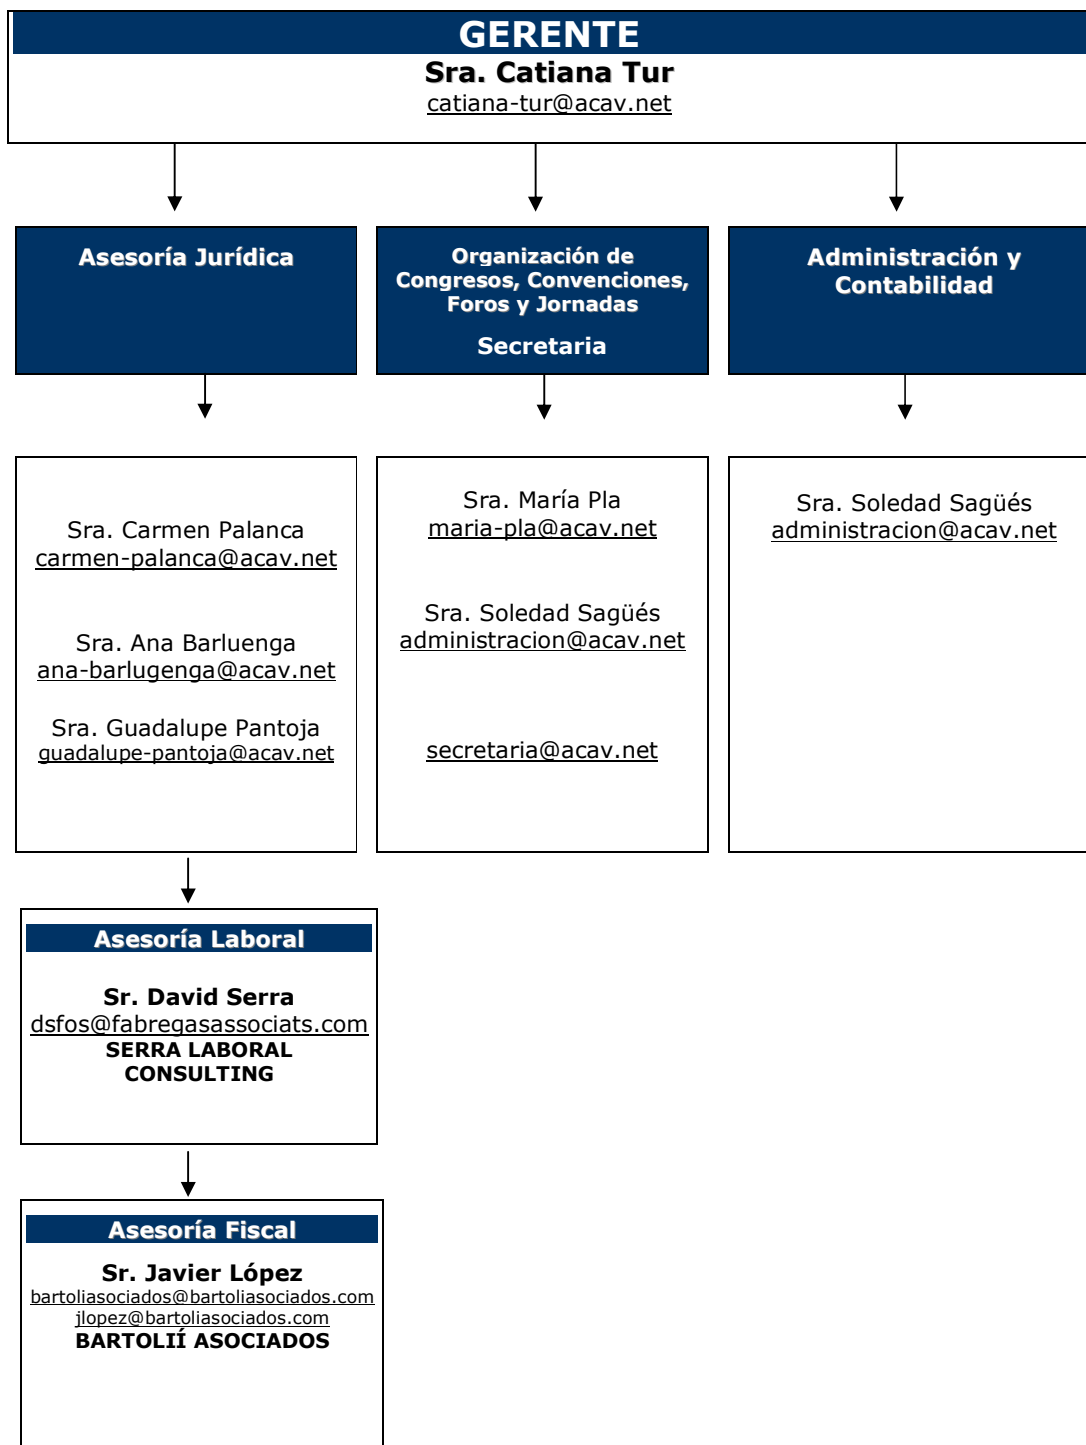 GERENTE
Sra. Catiana Tur
catiana-tur@acav.net
Asesoría Jurídica
Organización de
Congresos, Convenciones,
Foros y Jornadas
Secretaria
Administración y
Contabilidad
Sra. Carmen Palanca
carmen-palanca@acav.net
Sra. Ana Barluenga
ana-barlugenga@acav.net
Sra. Guadalupe Pantoja
guadalupe-pantoja@acav.net
Sra. María Pla
maria-pla@acav.net
Sra. Soledad Sagüés
administracion@acav.net
secretaria@acav.net
Sra. Soledad Sagüés
administracion@acav.net
Asesoría Laboral
Sr. David Serra
dsfos@fabregasassociats.com
SERRA LABORAL
CONSULTING
Asesoría Fiscal
Sr. Javier López
bartoliasociados@bartoliasociados.com
jlopez@bartoliasociados.com
BARTOLIÍ ASOCIADOS